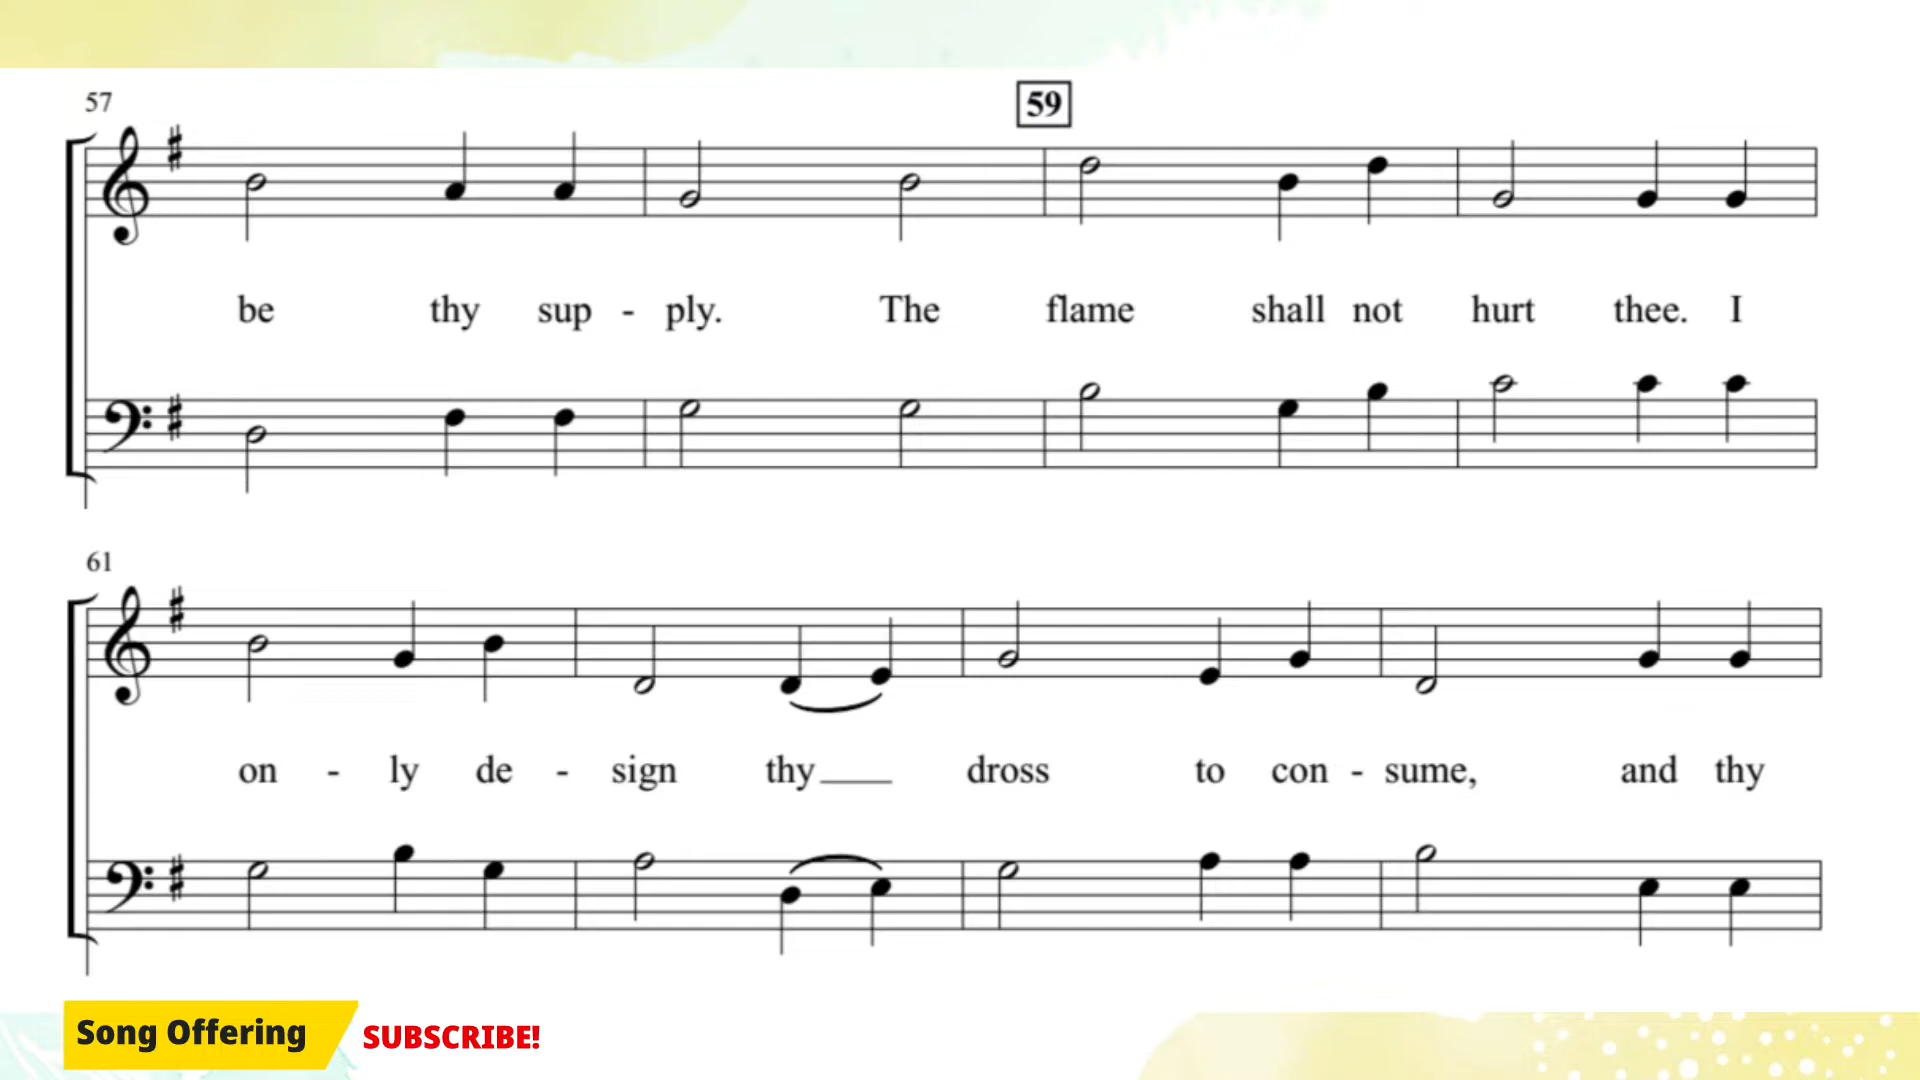 57
59
be thy sup - ply. The flame shall not hurt thee. I
61
on - ly de - sign thy dross to con - sume, and thy
Song Offering SUBSCRIBE!